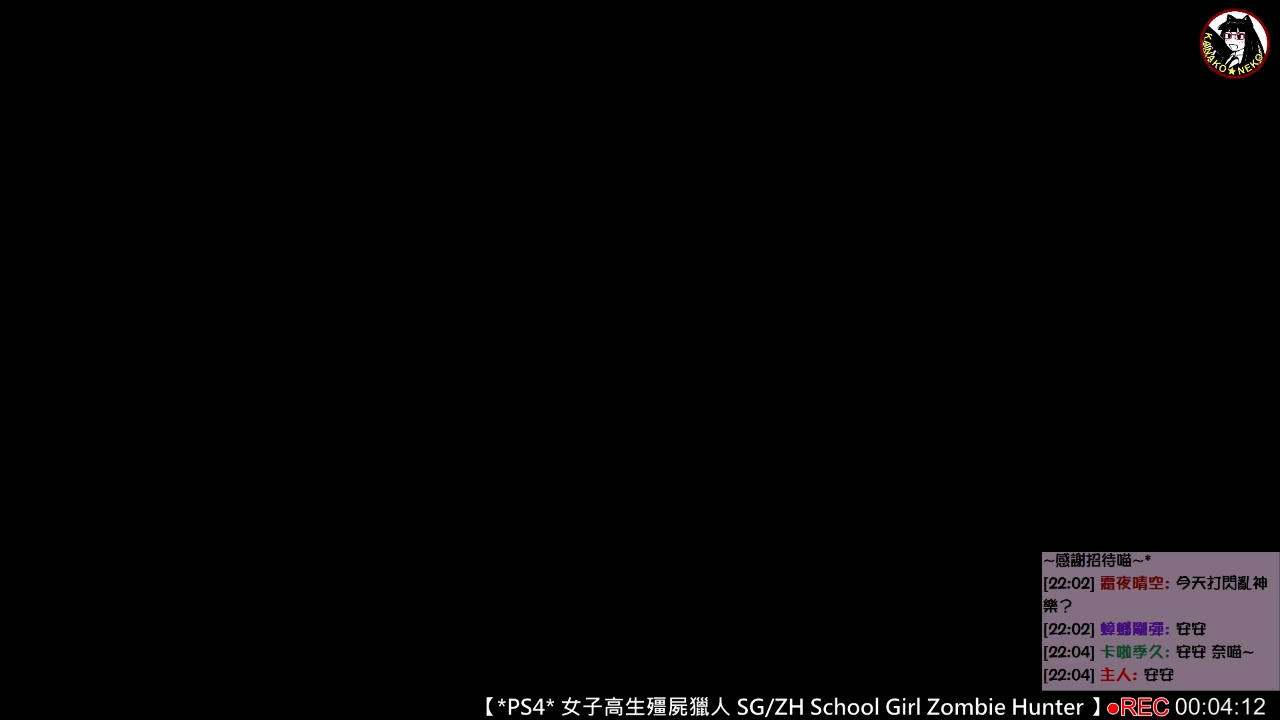 KANAKO★NEKO
~感謝招待喵~*
[22:02] 霜夜晴空: 今天打閃亂神
樂？
[22:02] 蟑螂剛彈: 安安
[22:04] 卡啦季久: 安安 奈喵~
[22:04] 主人: 安安
【*PS4* 女子高生殭屍獵人 SG/ZH School Girl Zombie Hunter 】●REC 00:04:12